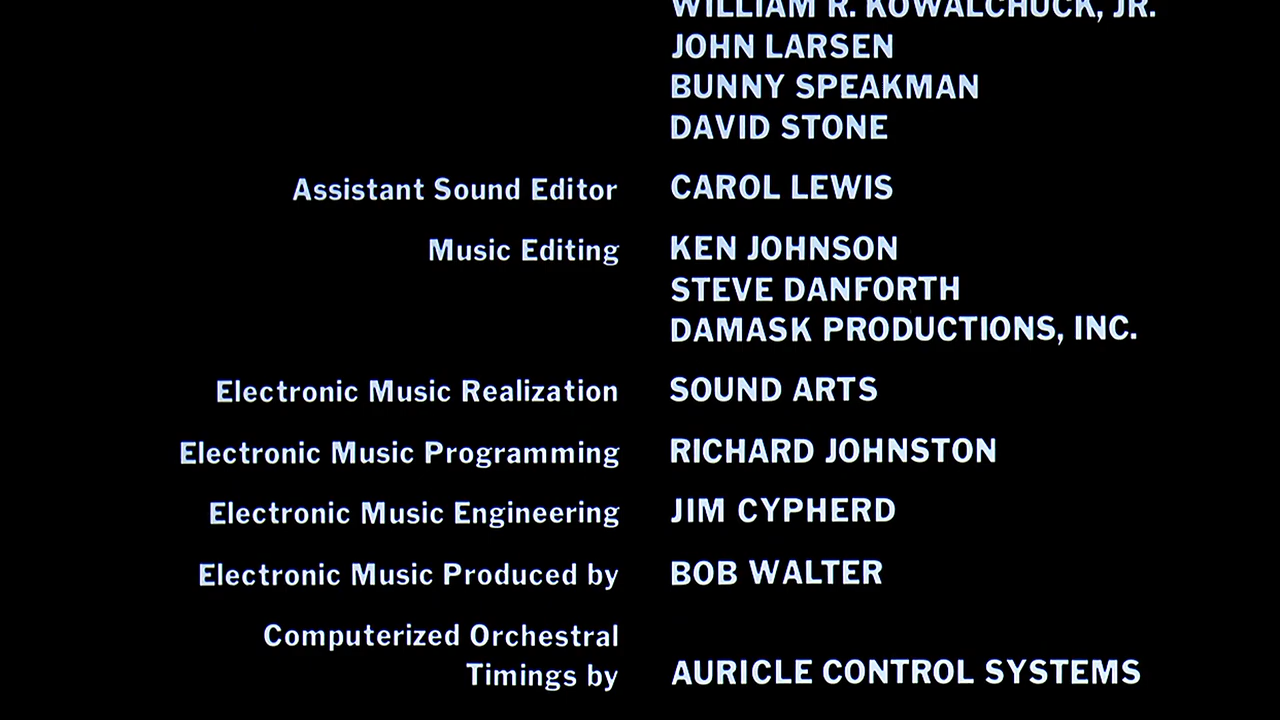 WILLIAM R. KOWALCHUCK, JR.
JOHN LARSEN
BUNNY SPEAKMAN
DAVID STONE
Assistant Sound Editor CAROL LEWIS
Music Editing KEN JOHNSON
STEVE DANFORTH
DAMASK PRODUCTIONS, INC.
Electronic Music Realization SOUND ARTS
Electronic Music Programming RICHARD JOHNSTON
Electronic Music Engineering JIM CYPHERD
Electronic Music Produced by BOB WALTER
Computerized Orchestral
Timings by AURICLE CONTROL SYSTEMS